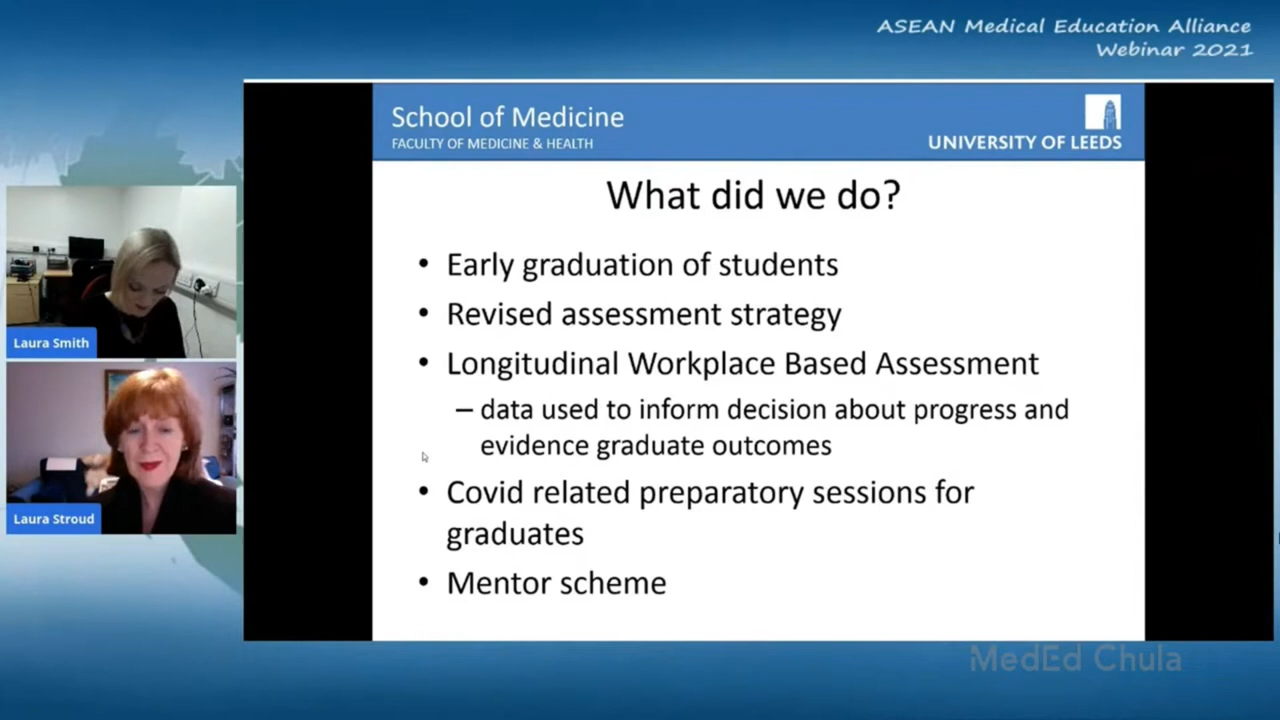 ASEAN Medical Education Alliance
Webinar 2021
School of Medicine
FACULTY OF MEDICINE & HEALTH
UNIVERSITY OF LEEDS
What did we do?
• Early graduation of students
• Revised assessment strategy
• Longitudinal Workplace Based Assessment
– data used to inform decision about progress and
evidence graduate outcomes
• Covid related preparatory sessions for
graduates
• Mentor scheme
Laura Smith
Laura Stroud
MedEd Chula